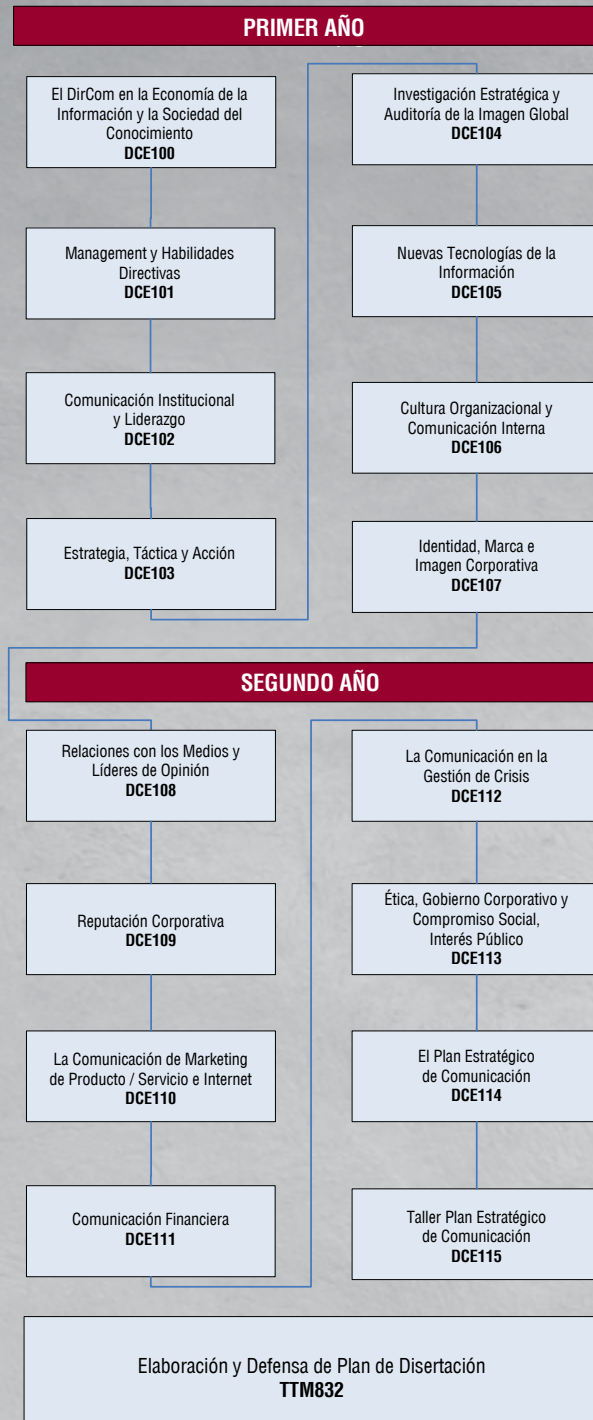 PRIMER AÑO
El DirCom en la Economía de la
Información y la Sociedad del
Conocimiento
DCE100
Management y Habilidades
Directivas
DCE101
Comunicación Institucional
y Liderazgo
DCE102
Estrategia, Táctica y Acción
DCE103
Investigación Estratégica y
Auditoría de la Imagen Global
DCE104
Nuevas Tecnologías de la
Información
DCE105
Cultura Organizacional y
Comunicación Interna
DCE106
Identidad, Marca e
Imagen Corporativa
DCE107
SEGUNDO AÑO
Relaciones con los Medios y
Líderes de Opinión
DCE108
Reputación Corporativa
DCE109
La Comunicación de Marketing
de Producto / Servicio e Internet
DCE110
Comunicación Financiera
DCE111
La Comunicación en la
Gestión de Crisis
DCE112
Ética, Gobierno Corporativo y
Compromiso Social,
Interés Público
DCE113
El Plan Estratégico
de Comunicación
DCE114
Taller Plan Estratégico
de Comunicación
DCE115
Elaboración y Defensa de Plan de Disertación
TTM832